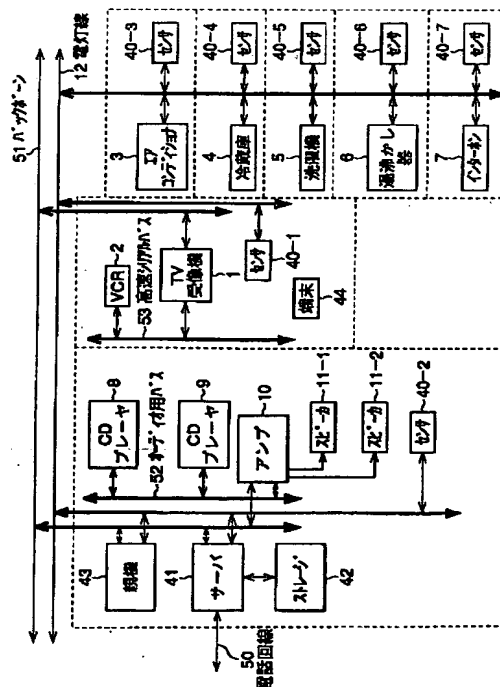 51 バックボーン
12 電灯線
40-3
センサ
40-4
センサ
40-5
センサ
40-6
センサ
40-7
センサ
3
エア
コンディショナ
4
冷蔵庫
5
洗濯機
6
湯沸かし
器
7
インターホン
VCR
2
53 高速シリアルバス
TV
受像機
1
センサ
40-1
端末
44
CD
プレーヤ
8
52 オーディオ用バス
CD
プレーヤ
9
アンプ
10
スピーカ
11-1
スピーカ
11-2
センサ
40-2
43
親機
41
サーバ
ストレージ
42
50
電話回線